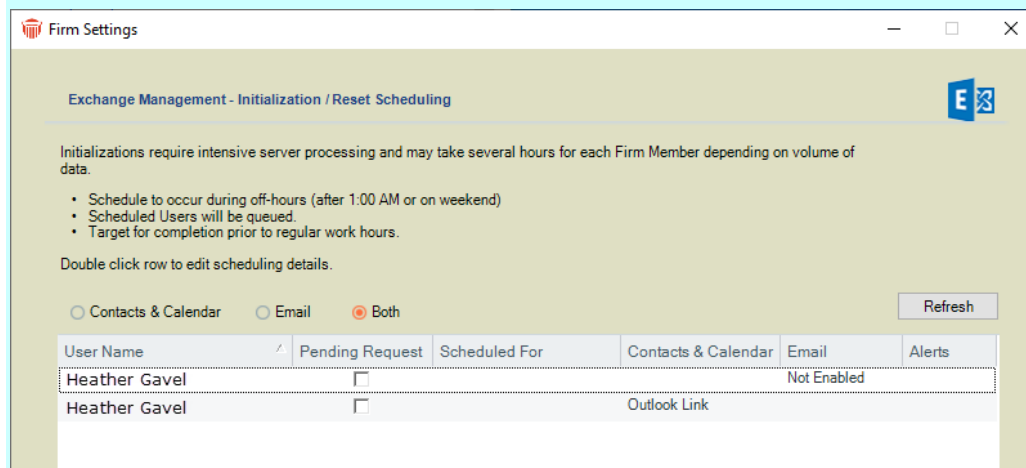 Firm Settings
Exchange Management - Initialization / Reset Scheduling
E
Initializations require intensive server processing and may take several hours for each Firm Member depending on volume of
data.
• Schedule to occur during off-hours (after 1:00 AM or on weekend)
• Scheduled Users will be queued.
• Target for completion prior to regular work hours.
Double click row to edit scheduling details.
Contacts & Calendar Email Both Refresh
User Name Pending Request Scheduled For Contacts & Calendar Email Alerts
Heather Gavel Not Enabled
Heather Gavel Outlook Link